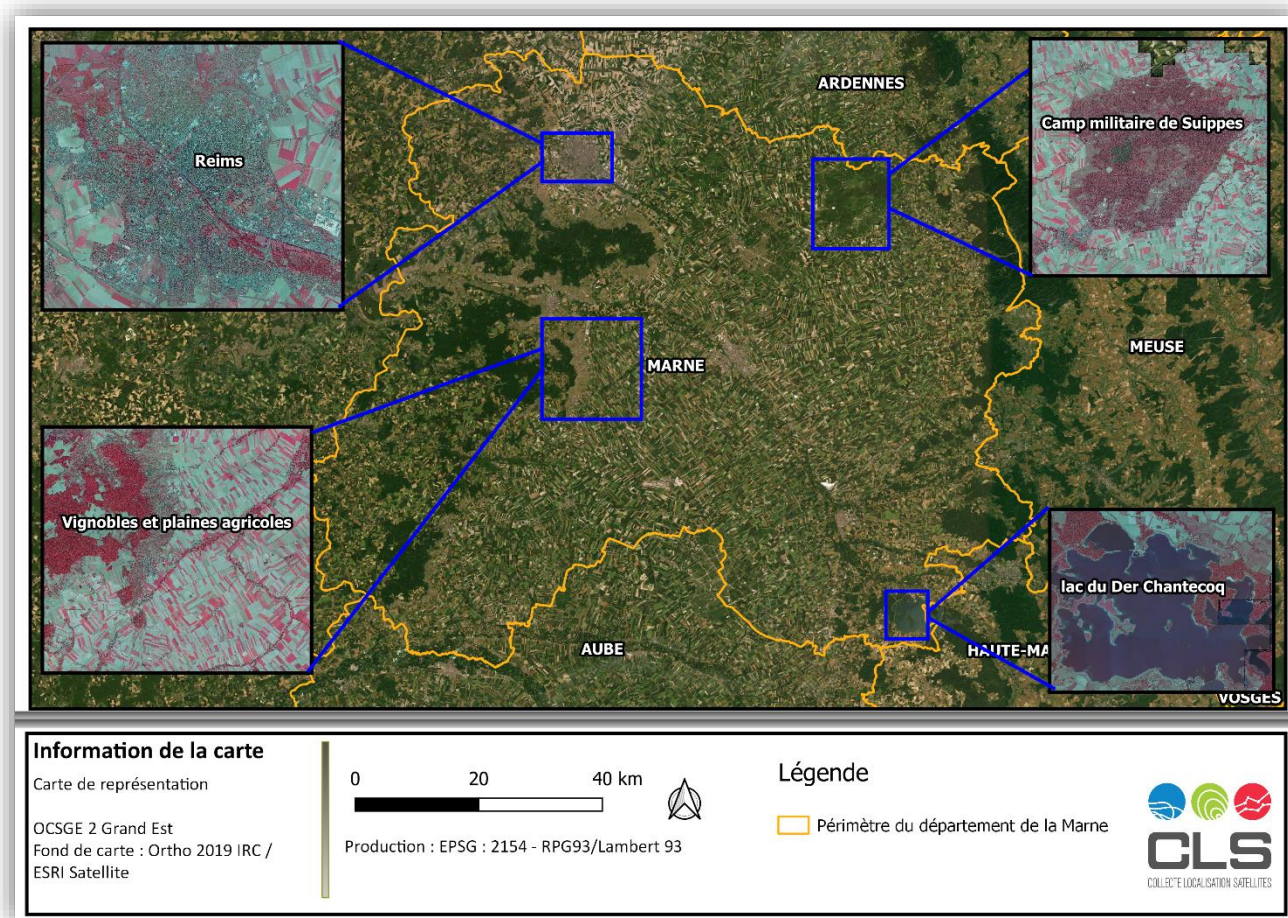 ARDENNES
Reims
Camp militaire de Suippes
MEUSE
MARNE
Vignobles et plaines agricoles
lac du Der Chantecoq
AUBE
HAUTE-MA
VOSGES
Information de la carte
Carte de représentation
OCSGE 2 Grand Est
Fond de carte : Ortho 2019 IRC /
ESRI Satellite
0 20 40 km
Production : EPSG : 2154 - RPG93/Lambert 93
Légende
Périmètre du département de la Marne
CLS
COLLECTE LOCALISATION SATELLITES